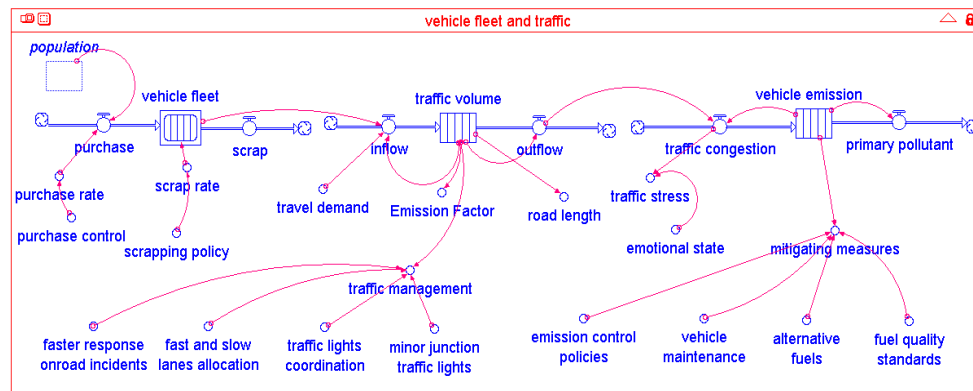 vehicle fleet and traffic
population
vehicle fleet
traffic volume
vehicle emission
purchase
scrap
inflow
outflow
traffic congestion
primary pollutant
purchase rate
scrap rate
travel demand
Emission Factor
road length
traffic stress
purchase control
scrapping policy
emotional state
mitigating measures
traffic management
faster response
onroad incidents
fast and slow
lanes allocation
traffic lights
coordination
minor junction
traffic lights
emission control
policies
vehicle
maintenance
alternative
fuels
fuel quality
standards